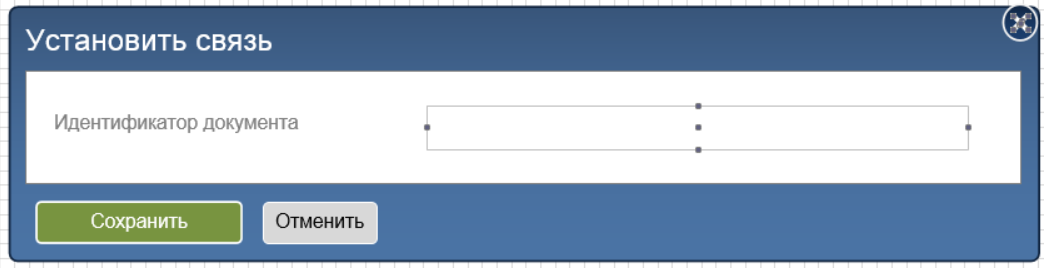 Установить связь
Идентификатор документа
Сохранить
Отменить